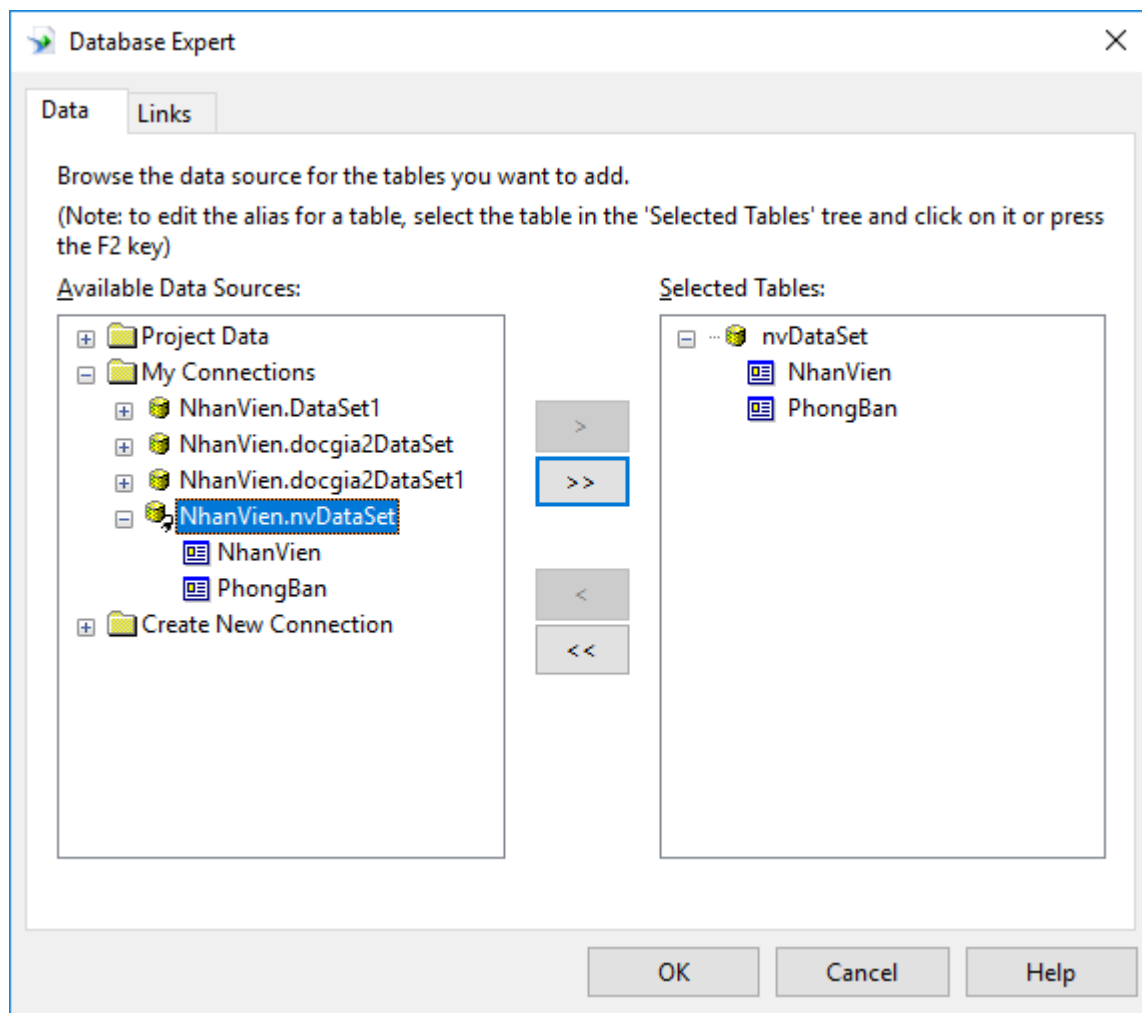 Database Expert
Data
Links
Browse the data source for the tables you want to add.
(Note: to edit the alias for a table, select the table in the 'Selected Tables' tree and click on it or press
the F2 key)
Available Data Sources:
Project Data
My Connections
NhanVien.DataSet1
NhanVien.docgia2DataSet
NhanVien.docgia2DataSet1
NhanVien.nvDataSet
NhanVien
PhongBan
Create New Connection
>
>>
<
<<
Selected Tables:
nvDataSet
NhanVien
PhongBan
OK
Cancel
Help